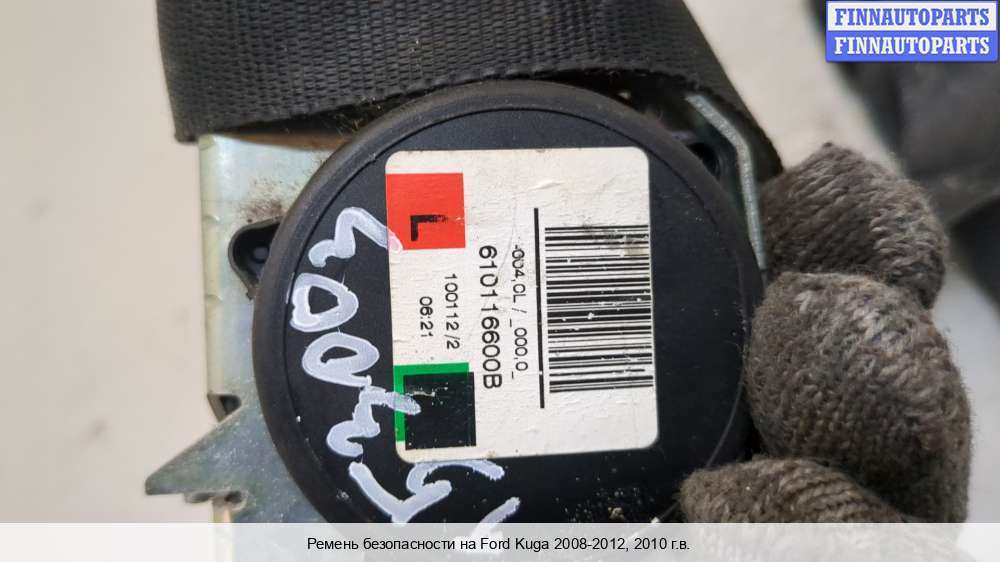 FINNAUTOPARTS
FINNAUTOPARTS
L
-004,0L / _000,0_
610116600B
100112 /2
06:21
Ремень безопасности на Ford Kuga 2008-2012, 2010 г.в.